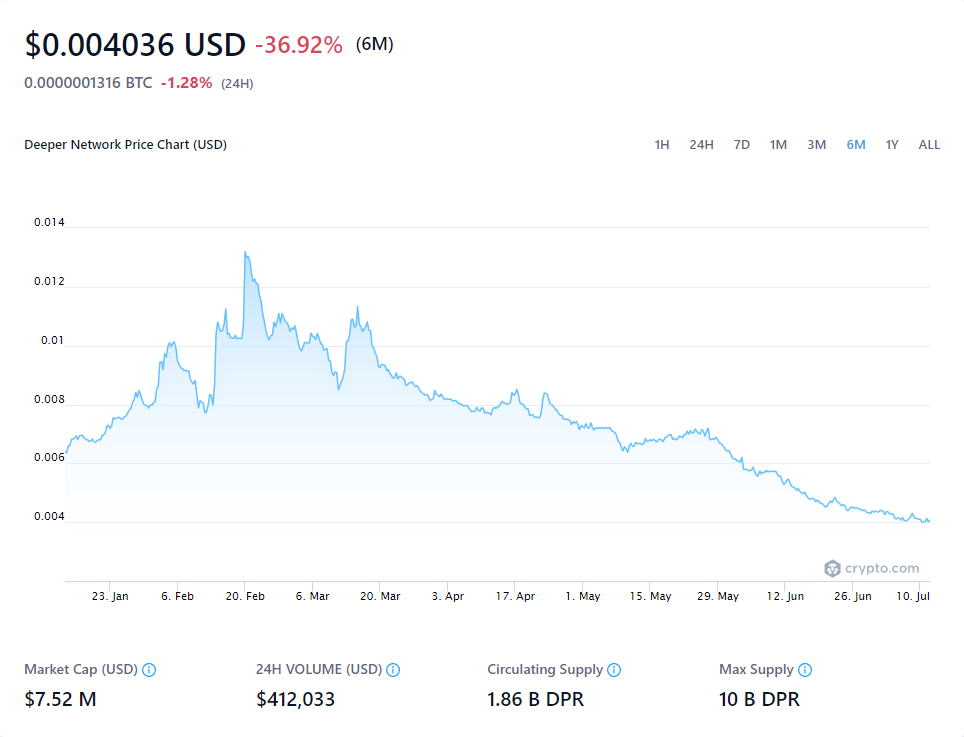 $0.004036 USD -36.92% (6M)
0.0000001316 BTC -1.28% (24H)
Deeper Network Price Chart (USD) 1H 24H 7D 1M 3M 6M 1Y ALL
0.014
0.012
0.01
0.008
0.006
0.004
crypto.com
23. Jan 6. Feb 20. Feb 6. Mar 20. Mar 3. Apr 17. Apr 1. May 15. May 29. May 12. Jun 26. Jun 10. Jul
Market Cap (USD) 24H VOLUME (USD) Circulating Supply Max Supply
$7.52 M $412,033 1.86 B DPR 10 B DPR